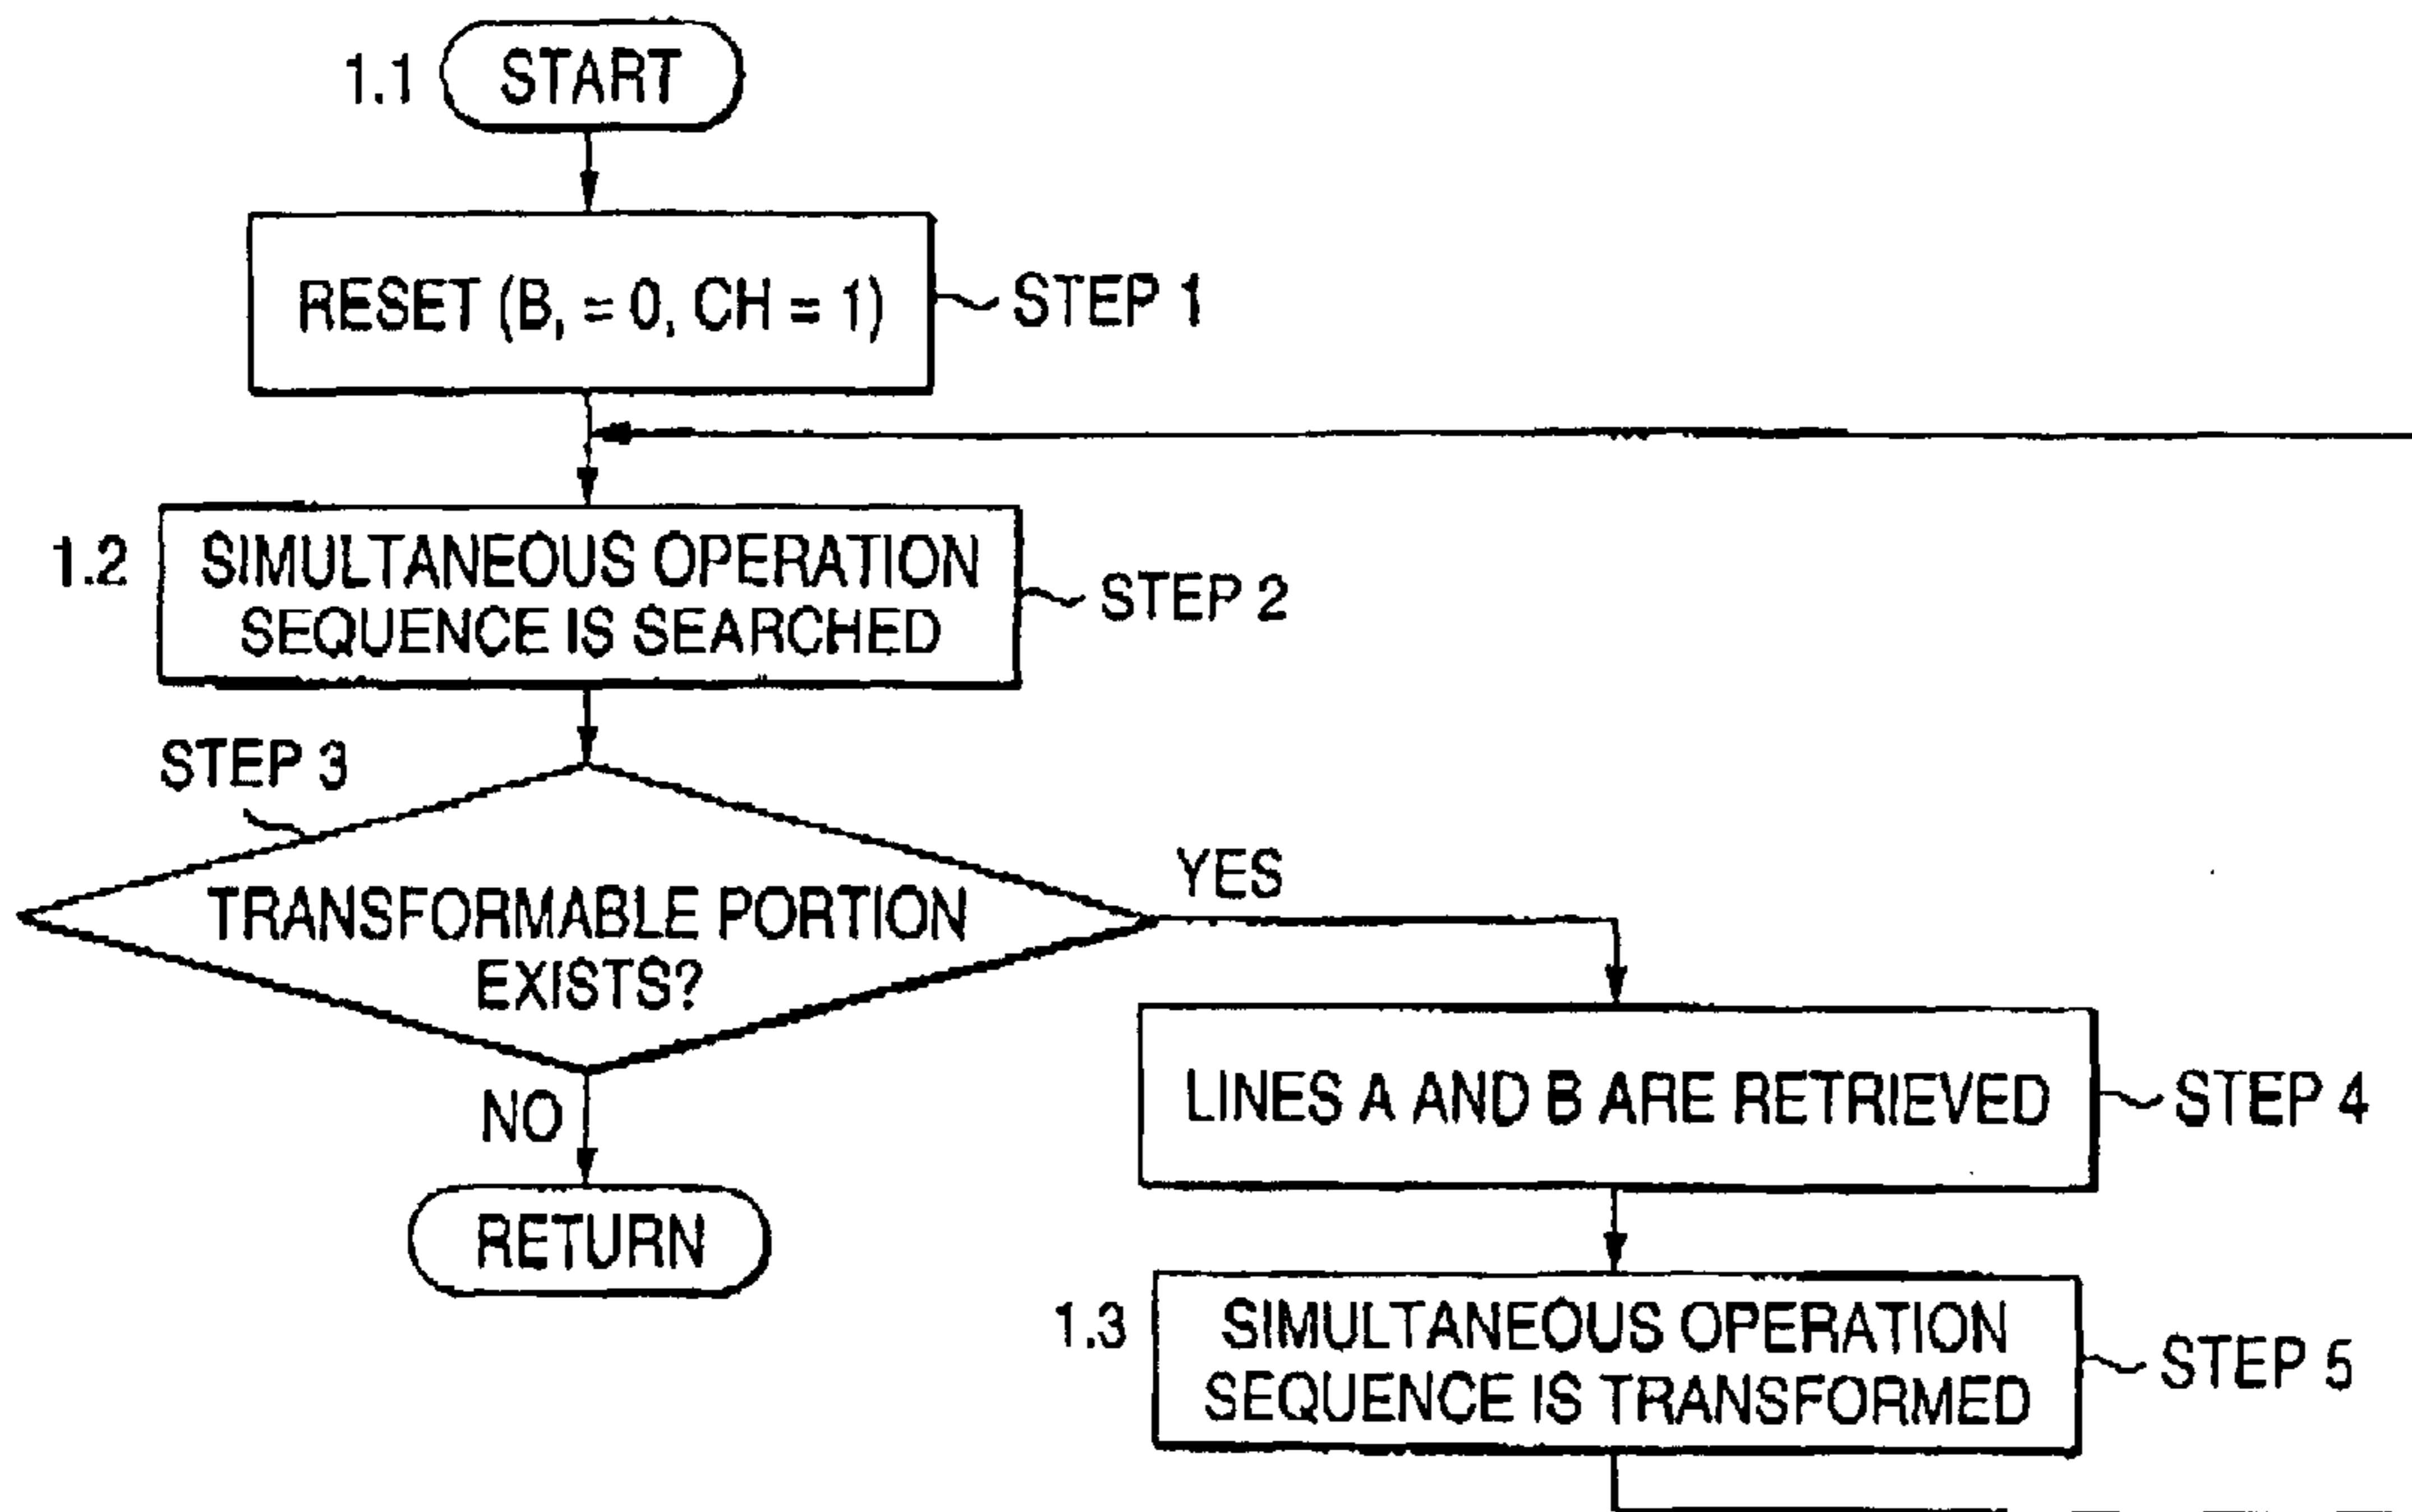 1.1 START
RESET (B, = 0, CH = 1)
STEP 1
1.2 SIMULTANEOUS OPERATION
SEQUENCE IS SEARCHED
STEP 2
STEP 3
TRANSFORMABLE PORTION
EXISTS?
YES
NO
RETURN
LINES A AND B ARE RETRIEVED
STEP 4
1.3 SIMULTANEOUS OPERATION
SEQUENCE IS TRANSFORMED
STEP 5